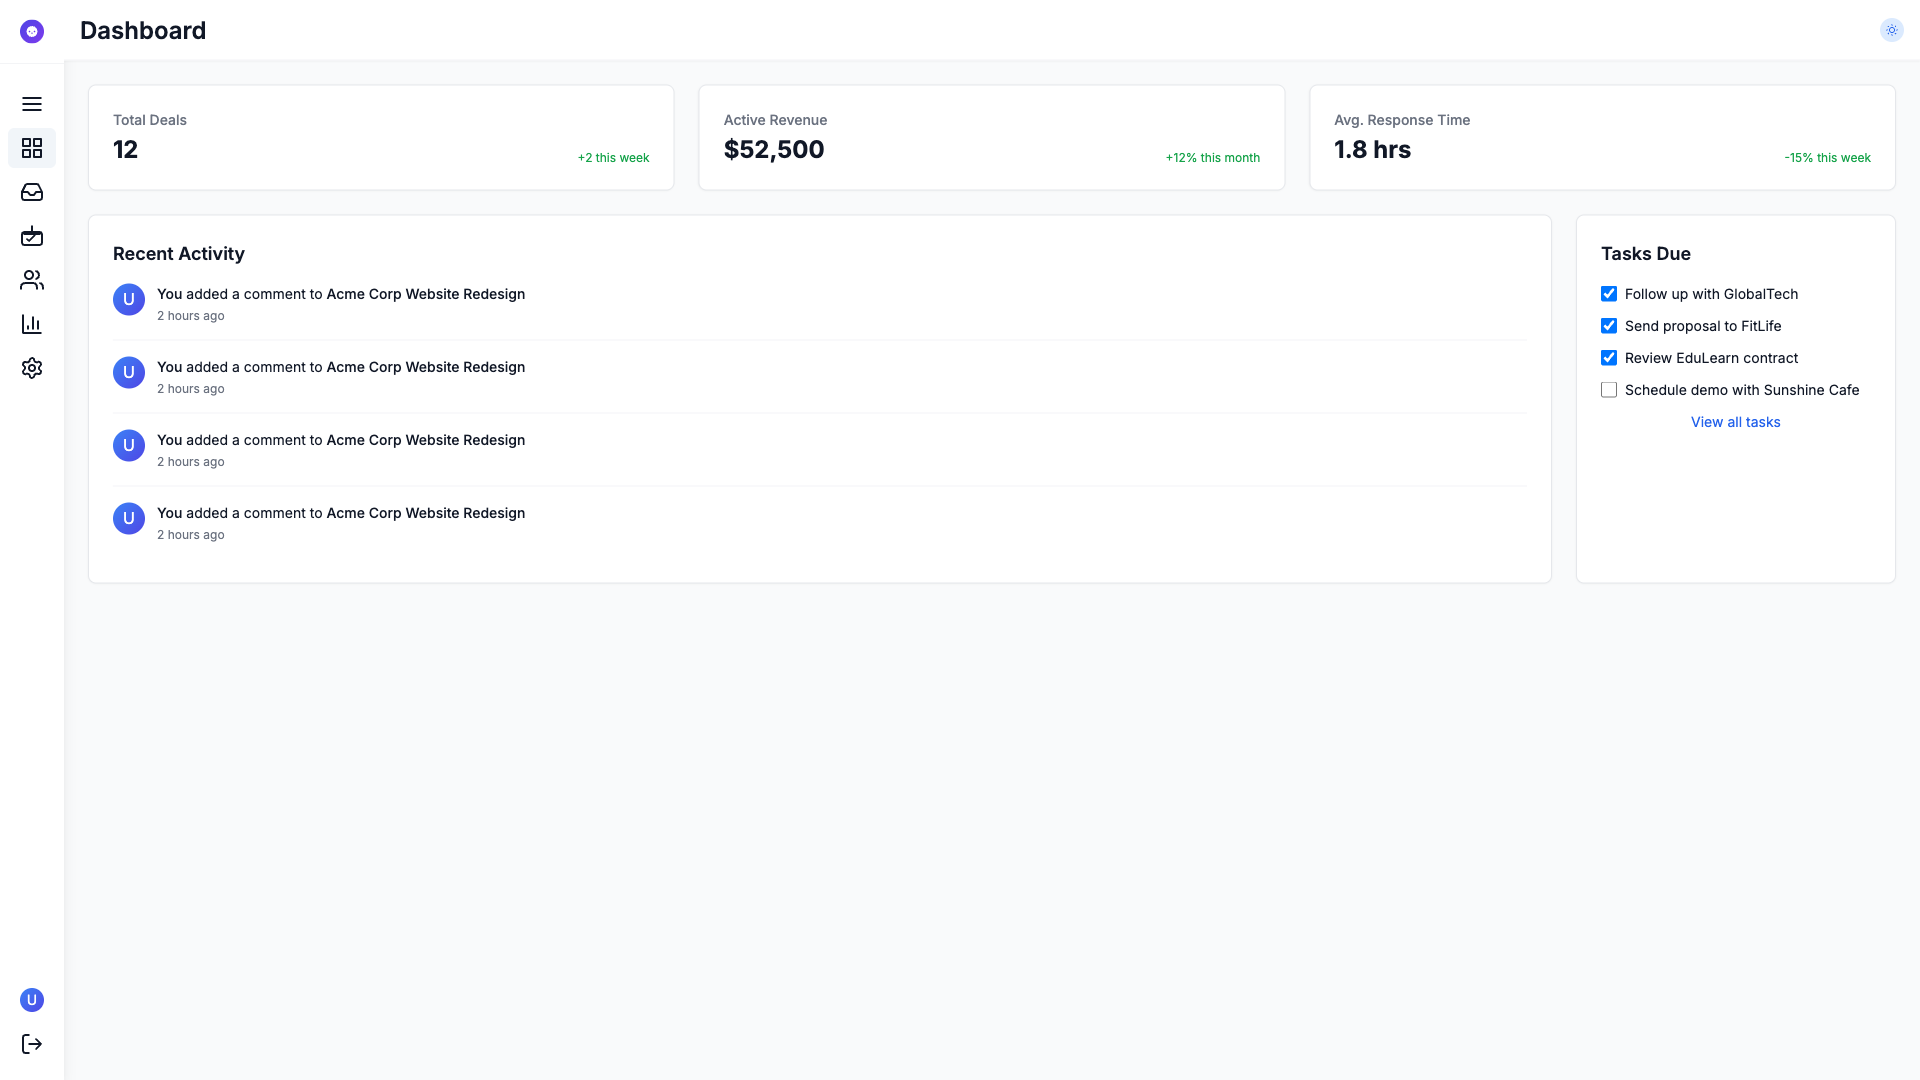 Dashboard
Total Deals
12
+2 this week
Active Revenue
$52,500
+12% this month
Avg. Response Time
1.8 hrs
-15% this week
Recent Activity
U
You added a comment to Acme Corp Website Redesign
2 hours ago
U
You added a comment to Acme Corp Website Redesign
2 hours ago
U
You added a comment to Acme Corp Website Redesign
2 hours ago
U
You added a comment to Acme Corp Website Redesign
2 hours ago
Tasks Due
Follow up with GlobalTech
Send proposal to FitLife
Review EduLearn contract
Schedule demo with Sunshine Cafe
View all tasks
U